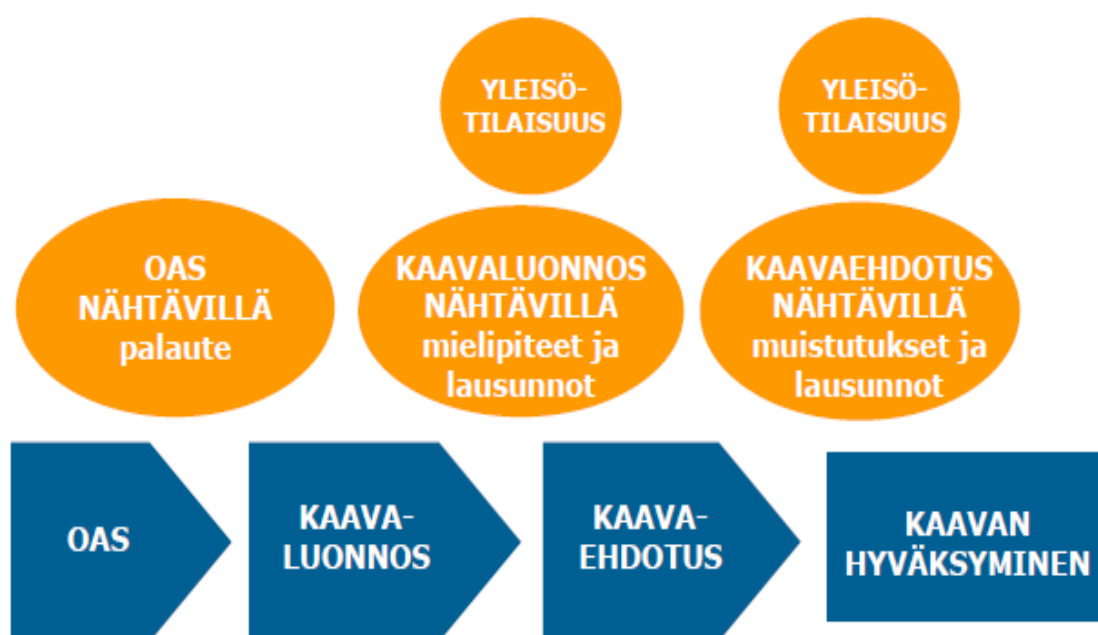 YLEISÖ-
TILAISUUS
YLEISÖ-
TILAISUUS
OAS
NÄHTÄVILLÄ
palaute
KAAVALUONNOS
NÄHTÄVILLÄ
mielipiteet ja
lausunnot
KAAVAEHDOTUS
NÄHTÄVILLÄ
muistutukset ja
lausunnot
OAS
KAAVA-
LUONNOS
KAAVA-
EHDOTUS
KAAVAN
HYVÄKSYMINEN